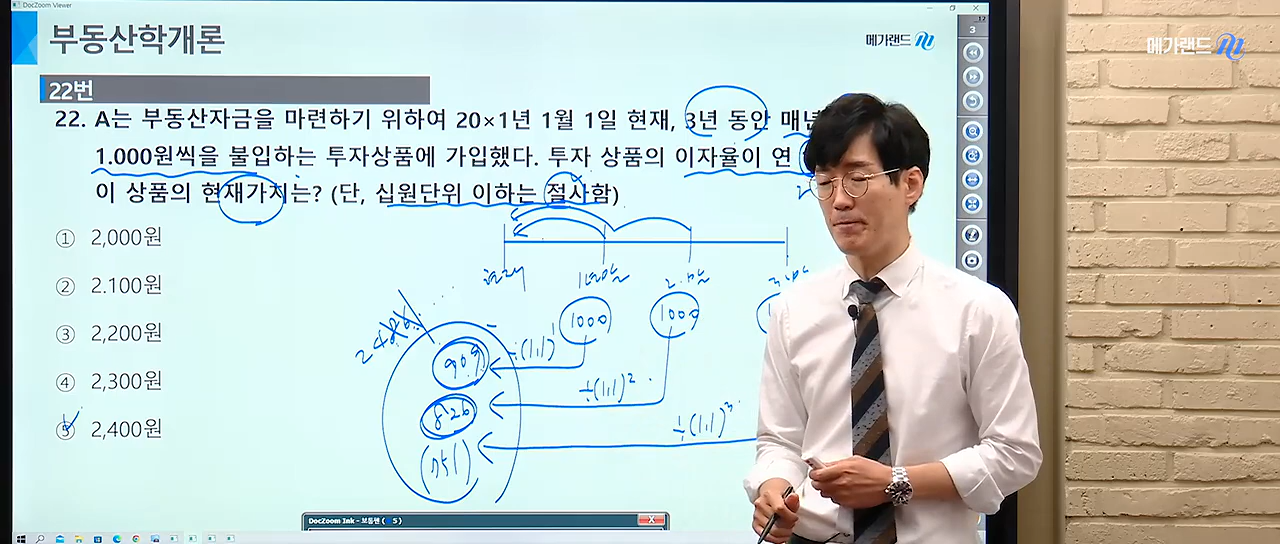 DocZoom Viewer
부동산학개론
메가랜드
12
3
메가랜드
22번
22. A는 부동산자금을 마련하기 위하여 20×1년 1월 1일 현재, 3년 동안 매년
1.000원씩을 불입하는 투자상품에 가입했다. 투자 상품의 이자율이 연
이 상품의 현재가치는? (단, 십원단위 이하는 절사함)
① 2,000원
② 2.100원
③ 2,200원
④ 2,300원
⑤ 2,400원
1000
1000
909
÷(1.1)¹
826
÷(1.1)²
751
÷(1.1)³
DocZoom Ink - 보통펜 ( 5 )